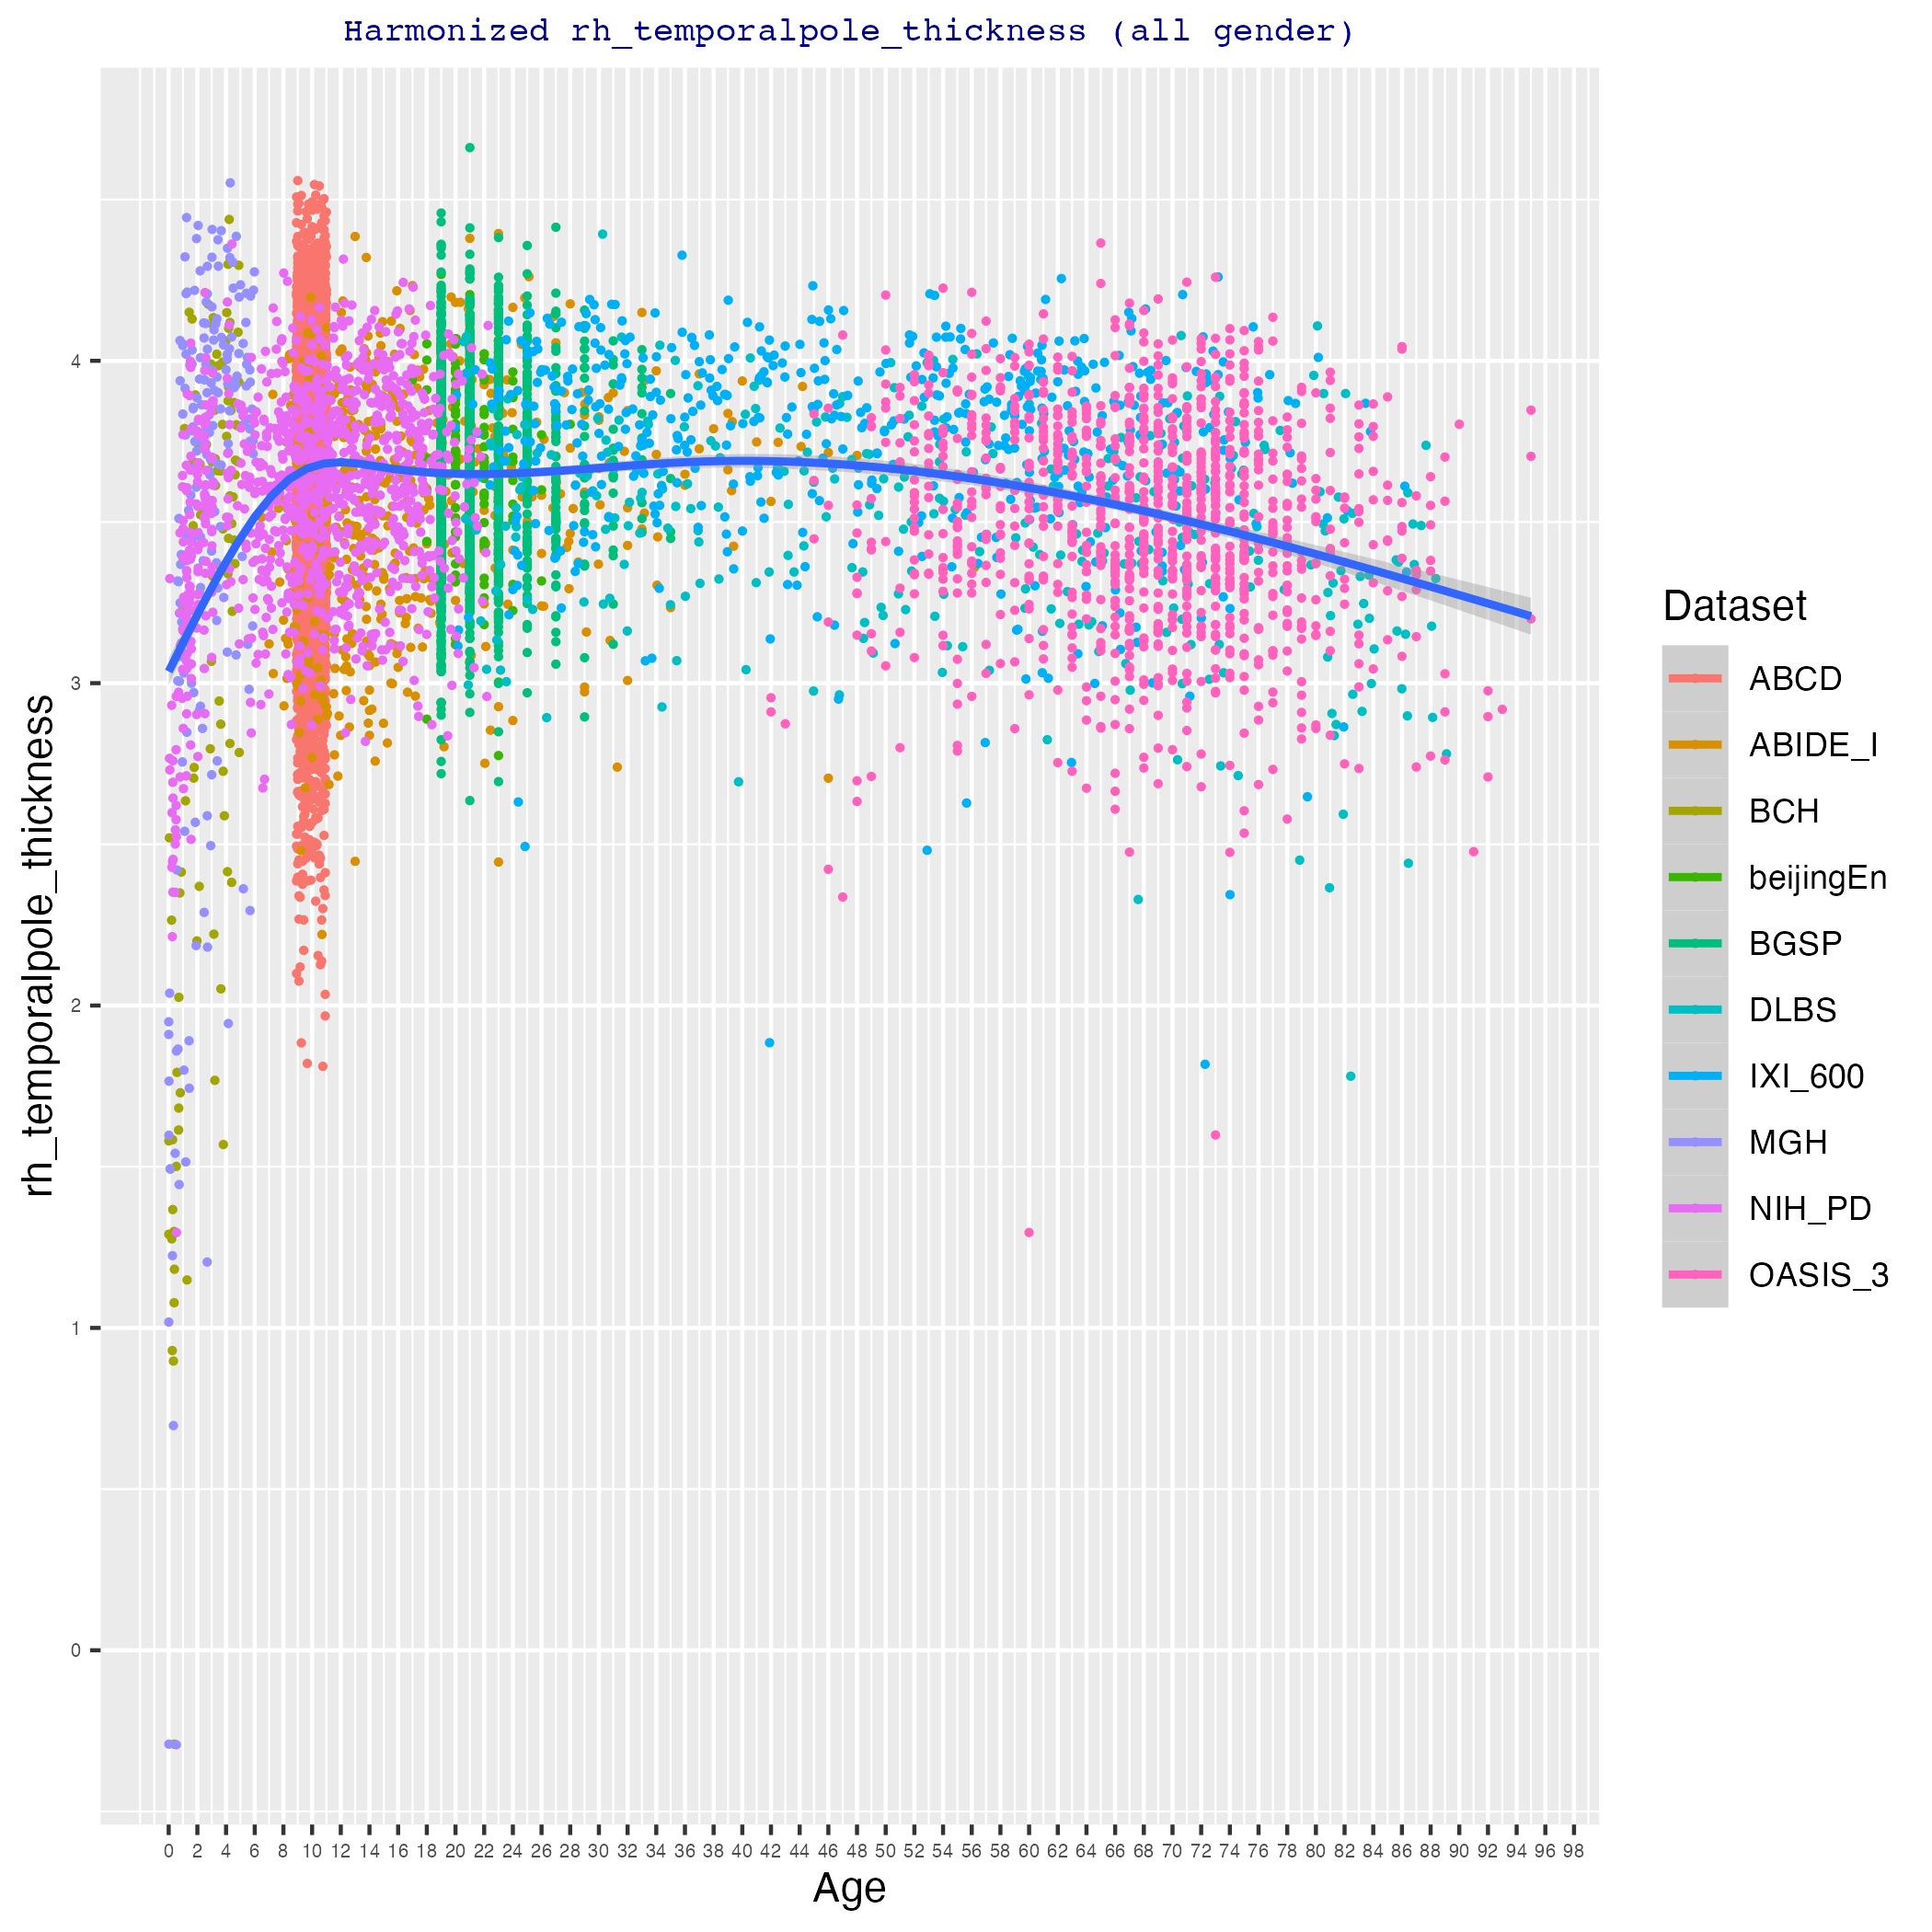 Harmonized rh_temporalpole_thickness (all gender)
rh_temporalpole_thickness
4
3
2
1
0
0 2 4 6 8 10 12 14 16 18 20 22 24 26 28 30 32 34 36 38 40 42 44 46 48 50 52 54 56 58 60 62 64 66 68 70 72 74 76 78 80 82 84 86 88 90 92 94 96 98
Age
Dataset
ABCD
ABIDE_I
BCH
beijingEn
BGSP
DLBS
IXI_600
MGH
NIH_PD
OASIS_3